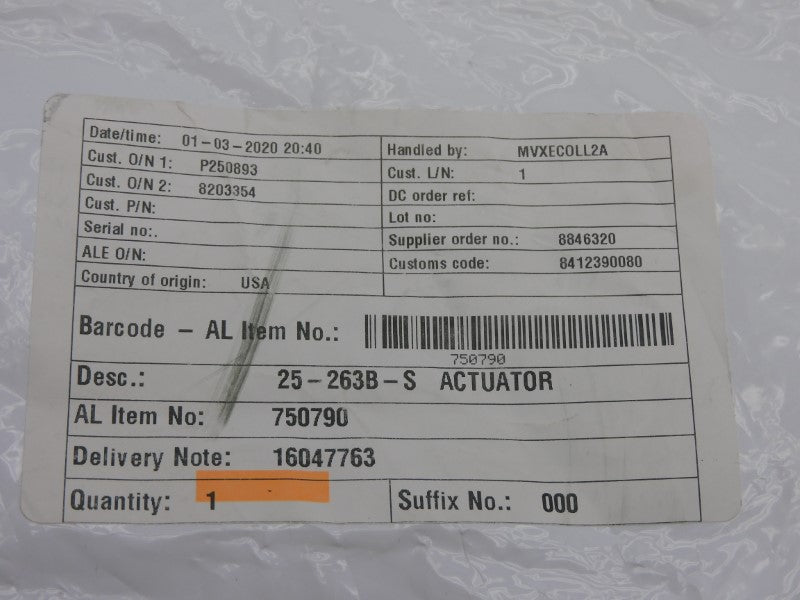 Date/time: 01-03-2020 20:40 Handled by: MVXECOLL2A
Cust. O/N 1: P250893 Cust. L/N: 1
Cust. O/N 2: 8203354 DC order ref:
Cust. P/N: Lot no:
Serial no:. Supplier order no.: 8846320
ALE O/N: Customs code: 8412390080
Country of origin: USA
Barcode - AL Item No.:
750790
Desc.: 25-263B-S ACTUATOR
AL Item No: 750790
Delivery Note: 16047763
Quantity: 1 Suffix No.: 000